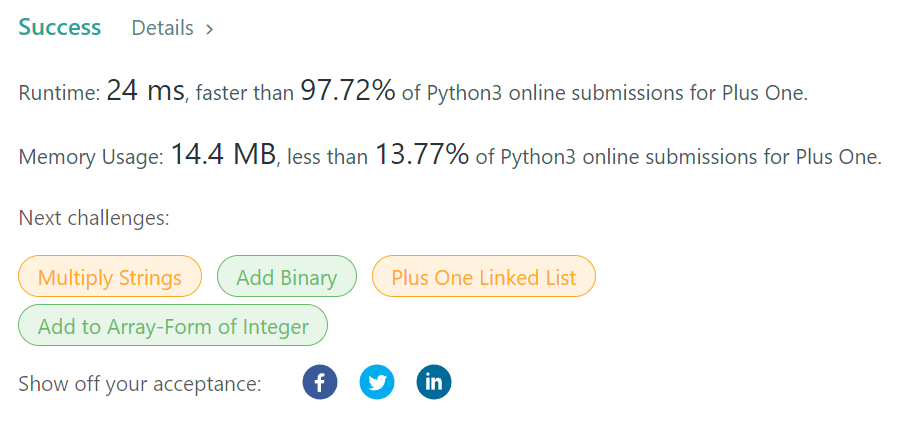 Success Details >
Runtime: 24 ms, faster than 97.72% of Python3 online submissions for Plus One.
Memory Usage: 14.4 MB, less than 13.77% of Python3 online submissions for Plus One.
Next challenges:
Multiply Strings Add Binary Plus One Linked List
Add to Array-Form of Integer
Show off your acceptance: f in